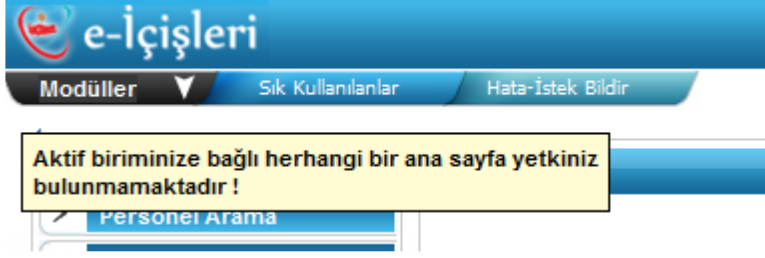 e-İçişleri
Modüller Sık Kullanılanlar Hata-İstek Bildir
Aktif biriminize bağlı herhangi bir ana sayfa yetkiniz
bulunmamaktadır !
Personel Arama